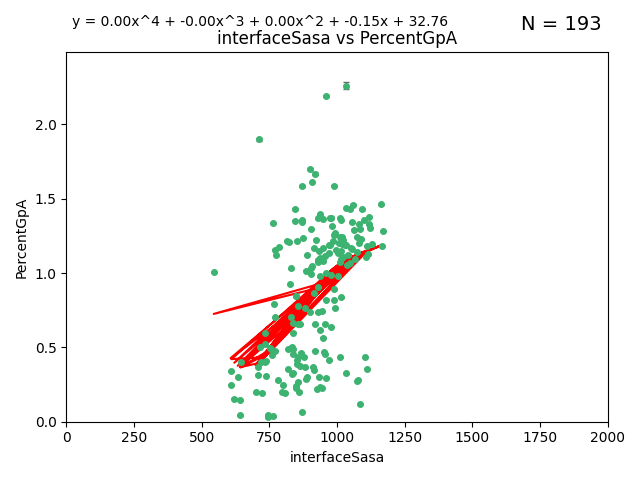 y = 0.00x^4 + -0.00x^3 + 0.00x^2 + -0.15x + 32.76
N = 193
interfaceSasa vs PercentGpA
PercentGpA
2.0
1.5
1.0
0.5
0.0
0 250 500 750 1000 1250 1500 1750 2000
interfaceSasa